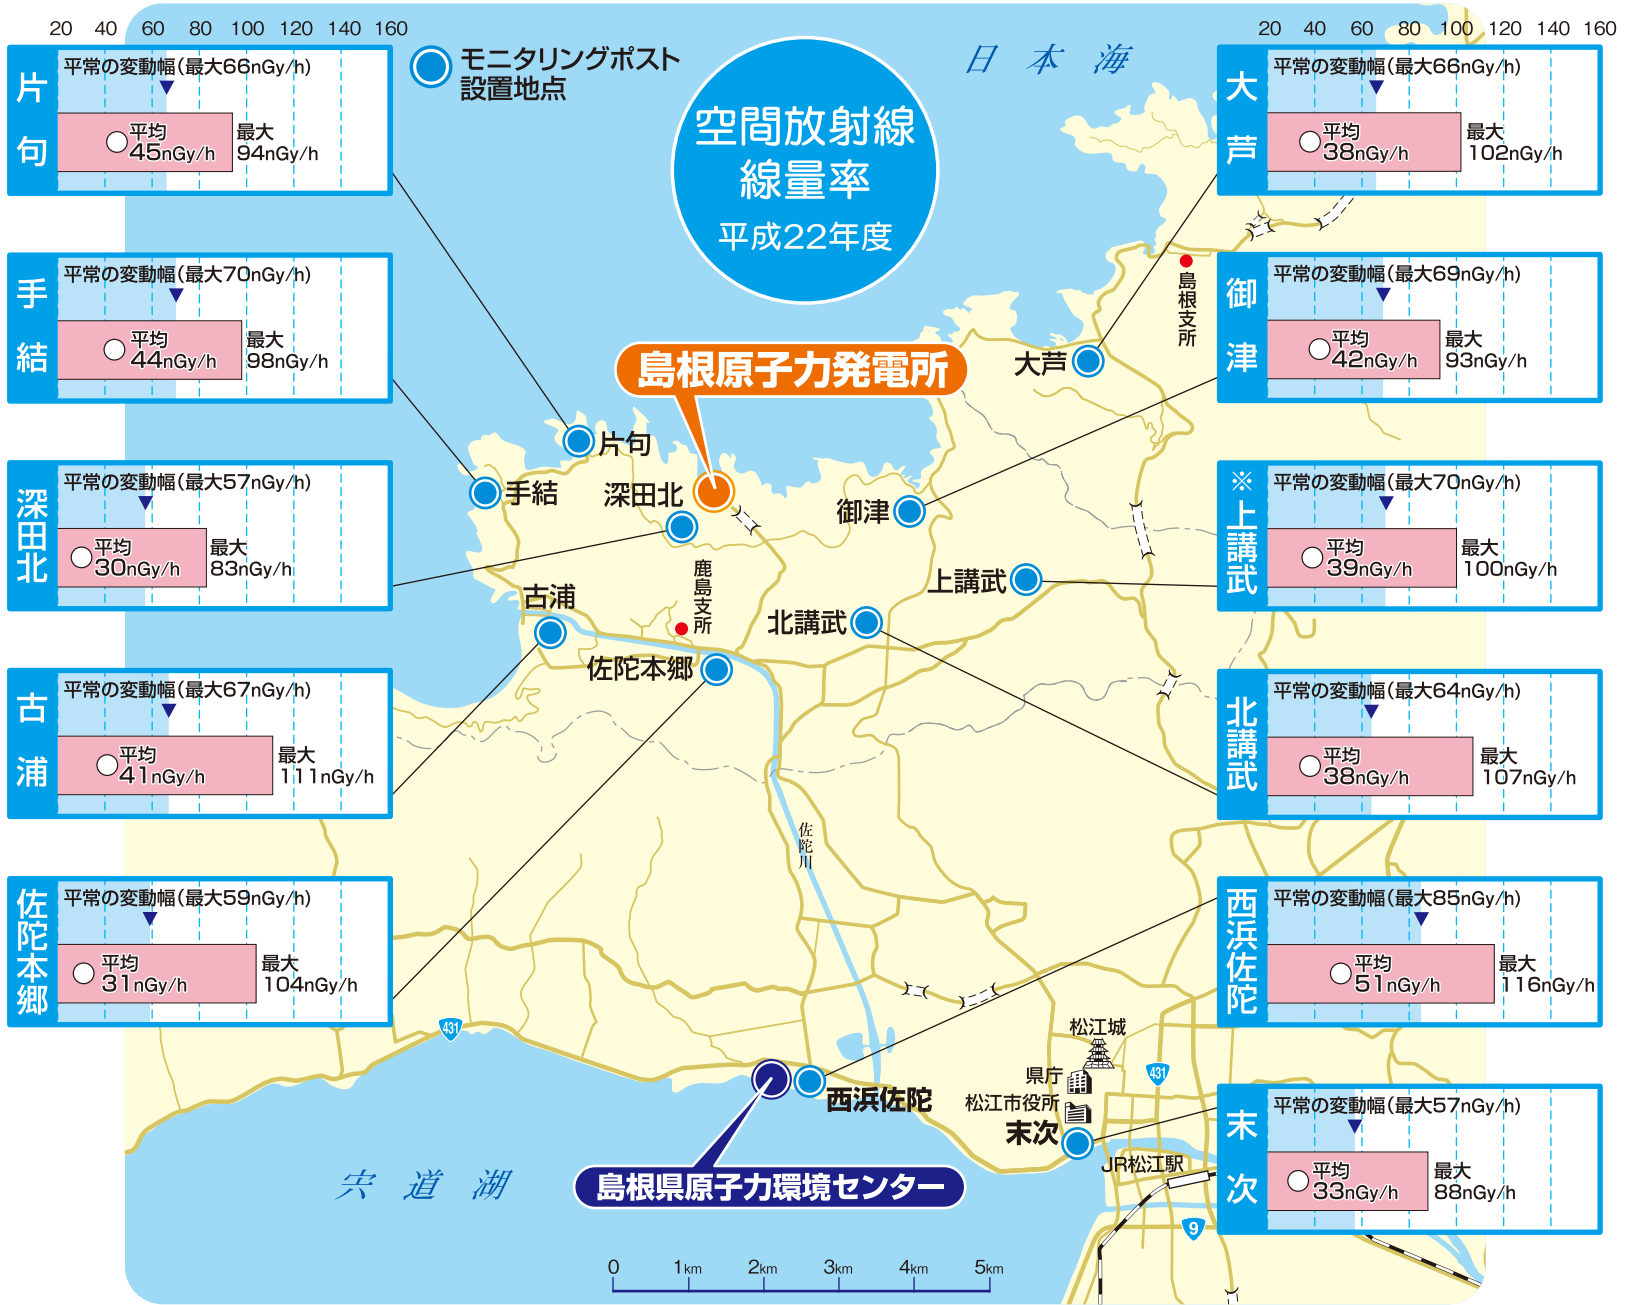 20 40 60 80 100 120 140 160
片句
平常の変動幅(最大66nGy/h)
平均
45nGy/h
最大
94nGy/h
手結
平常の変動幅(最大70nGy/h)
平均
44nGy/h
最大
98nGy/h
深田北
平常の変動幅(最大57nGy/h)
平均
30nGy/h
最大
83nGy/h
古浦
平常の変動幅(最大67nGy/h)
平均
41nGy/h
最大
111nGy/h
佐陀本郷
平常の変動幅(最大59nGy/h)
平均
31nGy/h
最大
104nGy/h
モニタリングポスト
設置地点
空間放射線
線量率
平成22年度
日本海
島根原子力発電所
片句
手結
深田北
御津
大芦
島根支所
上講武
北講武
鹿島支所
古浦
佐陀本郷
佐陀川
431
松江城
県庁
431
松江市役所
末次
JR松江駅
9
西浜佐陀
島根県原子力環境センター
宍道湖
0 1km 2km 3km 4km 5km
20 40 60 80 100 120 140 160
大芦
平常の変動幅(最大66nGy/h)
平均
38nGy/h
最大
102nGy/h
御津
平常の変動幅(最大69nGy/h)
平均
42nGy/h
最大
93nGy/h
※上講武
平常の変動幅(最大70nGy/h)
平均
39nGy/h
最大
100nGy/h
北講武
平常の変動幅(最大64nGy/h)
平均
38nGy/h
最大
107nGy/h
西浜佐陀
平常の変動幅(最大85nGy/h)
平均
51nGy/h
最大
116nGy/h
末次
平常の変動幅(最大57nGy/h)
平均
33nGy/h
最大
88nGy/h